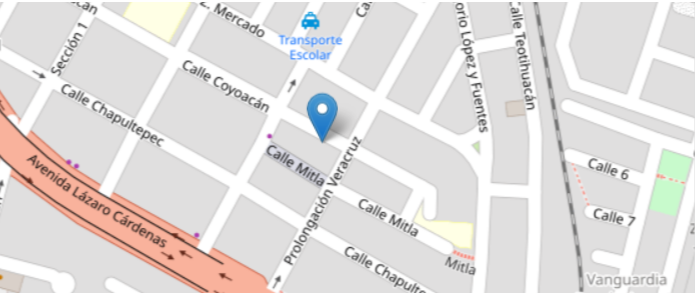 Z. Mercado
Ca
orio López y Fuentes
Calle Teotihuacán
Transporte
Escolar
Sección 1
Calle Coyoacán
Calle Chapultepec
Calle Mitla
Prolongación Veracruz
Calle 6
Avenida Lázaro Cárdenas
Calle Mitla
Calle 7
Mitla
Calle Chapulte
Vanguardia